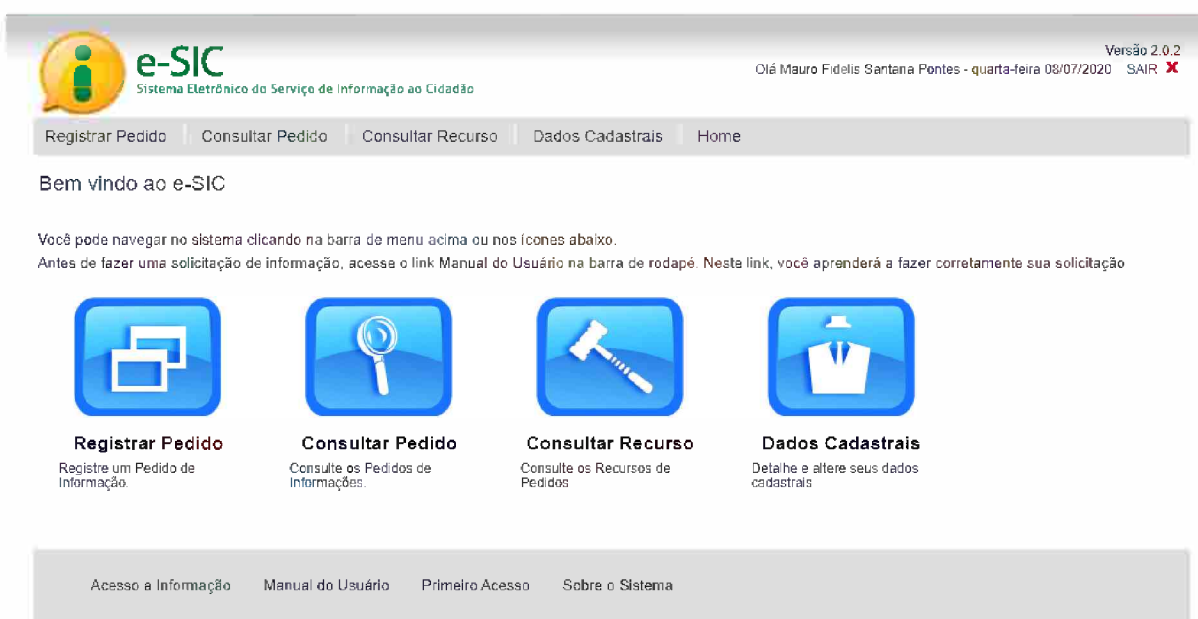 Versão 2.0.2
e-SIC
Sistema Eletrônico do Serviço de Informação ao Cidadão
Olá Mauro Fidelis Santana Pontes - quarta-feira 08/07/2020 SAIR X
Registrar Pedido Consultar Pedido Consultar Recurso Dados Cadastrais Home
Bem vindo ao e-SIC
Você pode navegar no sistema clicando na barra de menu acima ou nos ícones abaixo.
Antes de fazer uma solicitação de informação, acesse o link Manual do Usuário na barra de rodapé. Neste link, você aprenderá a fazer corretamente sua solicitação
Registrar Pedido
Registre um Pedido de
Informação.
Consultar Pedido
Consulte os Pedidos de
Informações.
Consultar Recurso
Consulte os Recursos de
Pedidos
Dados Cadastrais
Detalhe e altere seus dados
cadastrais
Acesso a Informação Manual do Usuário Primeiro Acesso Sobre o Sistema